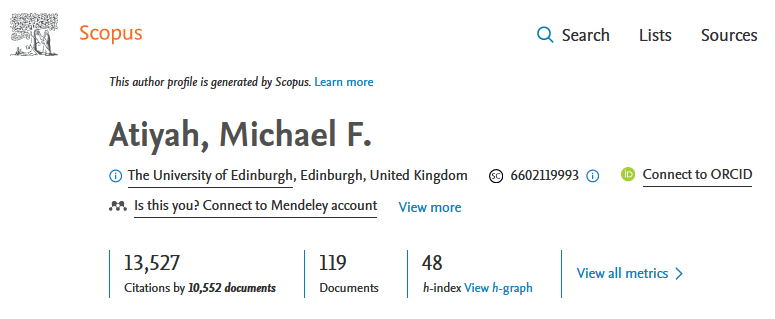 Scopus
Search Lists Sources
This author profile is generated by Scopus. Learn more
Atiyah, Michael F.
The University of Edinburgh, Edinburgh, United Kingdom SC 6602119993 iD Connect to ORCID
Is this you? Connect to Mendeley account View more
13,527 119 48
Citations by 10,552 documents Documents h-index View h-graph View all metrics